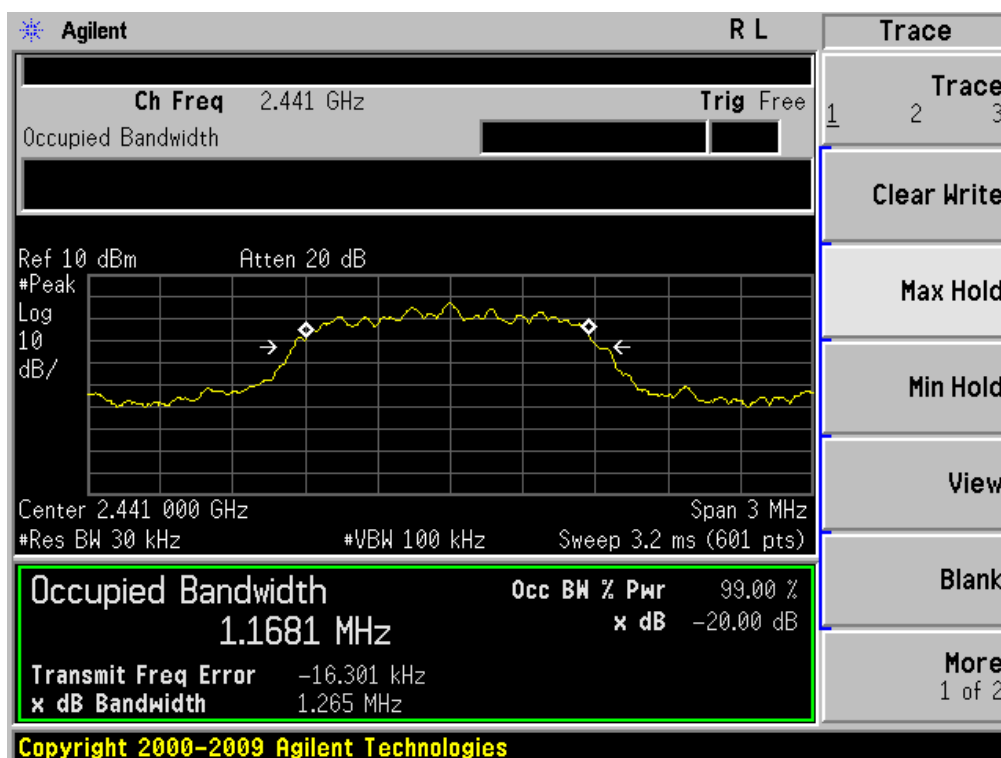 Agilent R L Trace
Ch Freq 2.441 GHz Trig Free
Occupied Bandwidth
Trace
1 2 3
Clear Write
Max Hold
Min Hold
View
Blank
More
1 of 2
Ref 10 dBm Atten 20 dB
#Peak
Log
10
dB/
Center 2.441 000 GHz Span 3 MHz
#Res BW 30 kHz #VBW 100 kHz Sweep 3.2 ms (601 pts)
Occupied Bandwidth Occ BW % Pwr 99.00 %
1.1681 MHz x dB -20.00 dB
Transmit Freq Error -16.301 kHz
x dB Bandwidth 1.265 MHz
Copyright 2000-2009 Agilent Technologies